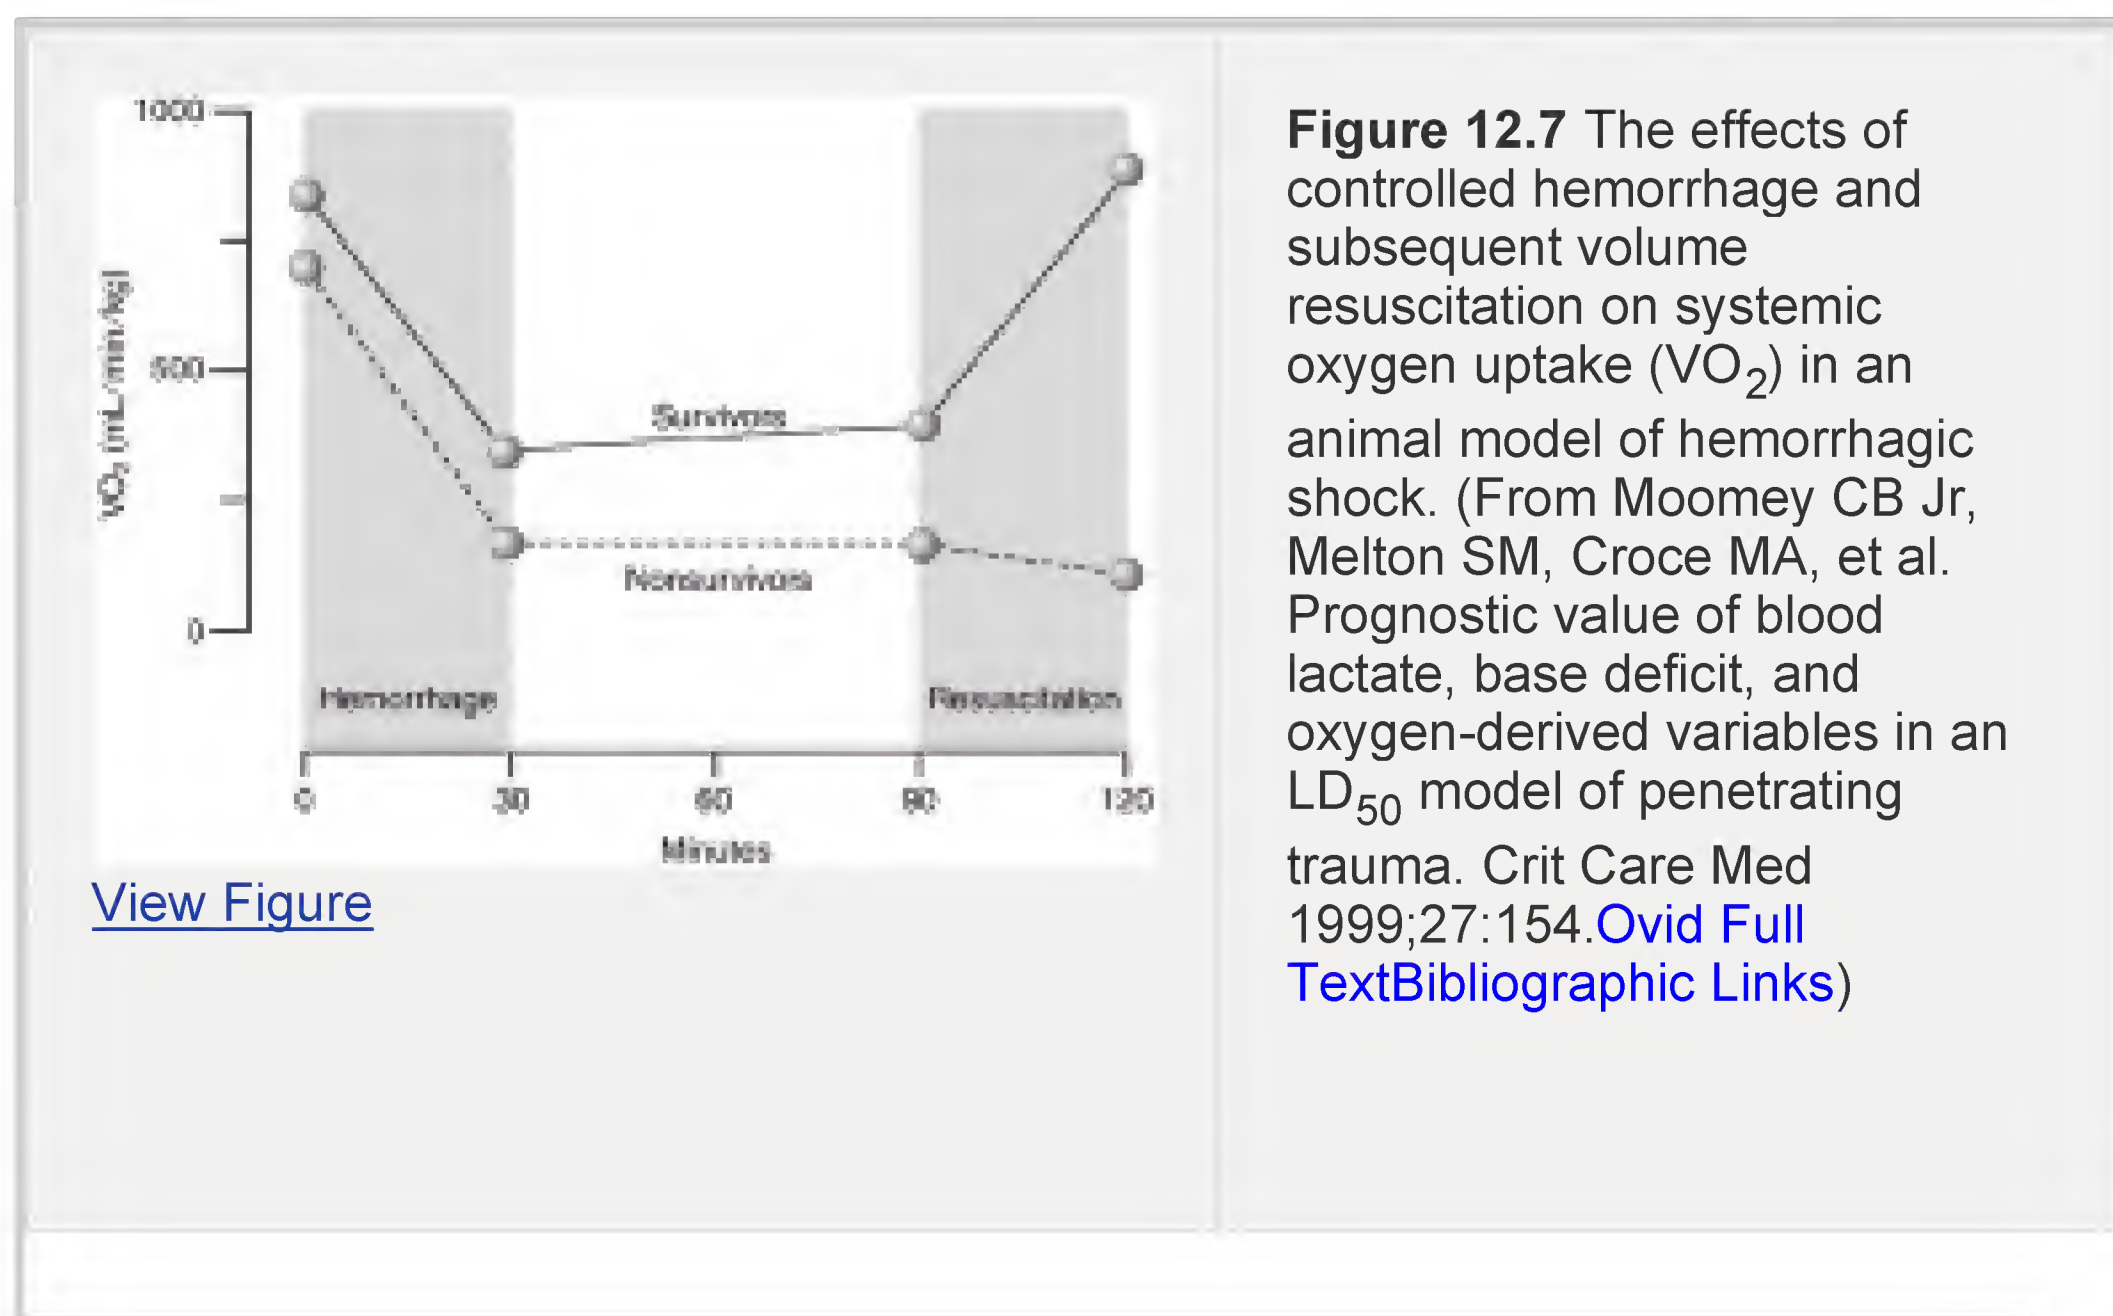 1000
500
0
VO₂ (mL/min/kg)
Survivors
Nonsurvivors
Hemorrhage
Resuscitation
0 30 60 90 120
Minutes
View Figure
Figure 12.7 The effects of
controlled hemorrhage and
subsequent volume
resuscitation on systemic
oxygen uptake (VO₂) in an
animal model of hemorrhagic
shock. (From Moomey CB Jr,
Melton SM, Croce MA, et al.
Prognostic value of blood
lactate, base deficit, and
oxygen-derived variables in an
LD₅₀ model of penetrating
trauma. Crit Care Med
1999;27:154.Ovid Full
TextBibliographic Links)